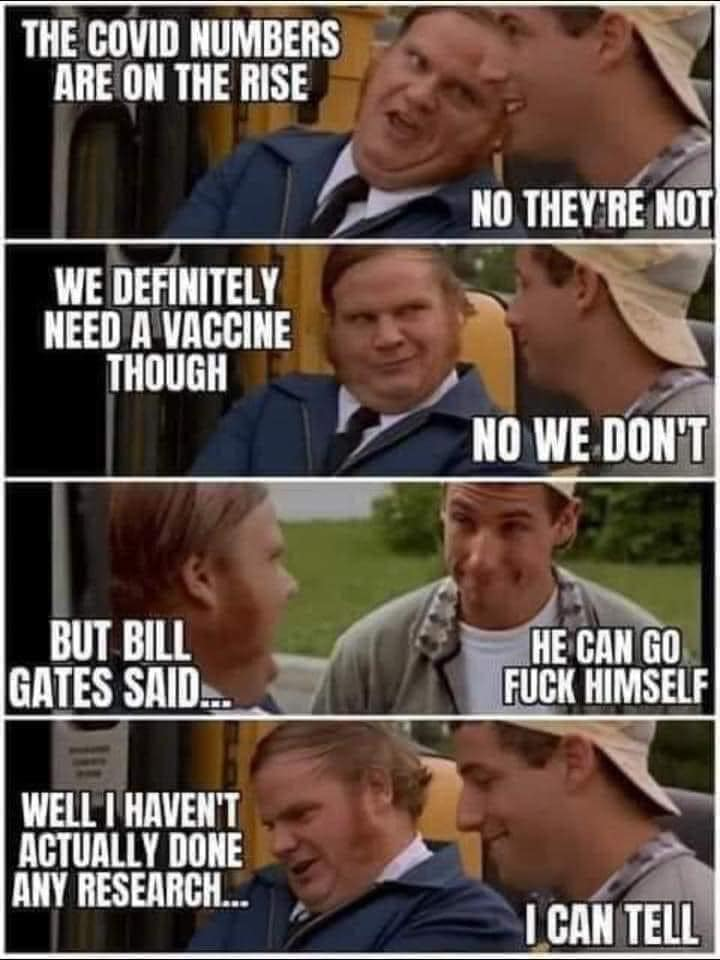 THE COVID NUMBERS
ARE ON THE RISE
NO THEY'RE NOT
WE DEFINITELY
NEED A VACCINE
THOUGH
NO WE DON'T
BUT BILL
GATES SAID...
HE CAN GO
FUCK HIMSELF
WELL I HAVEN'T
ACTUALLY DONE
ANY RESEARCH...
I CAN TELL